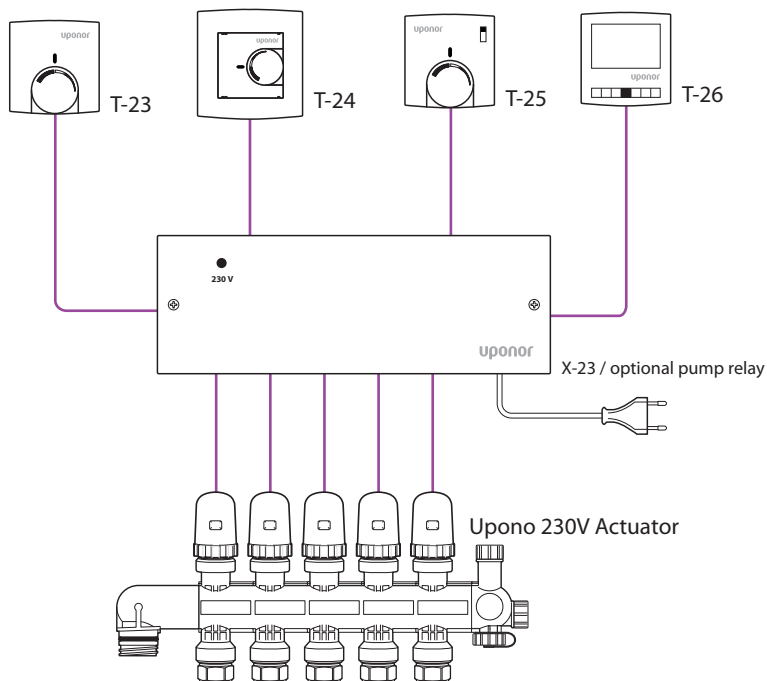 uponor
T-23
uponor
T-24
uponor
T-25
uponor
T-26
230 V
uponor
X-23 / optional pump relay
Upono 230V Actuator